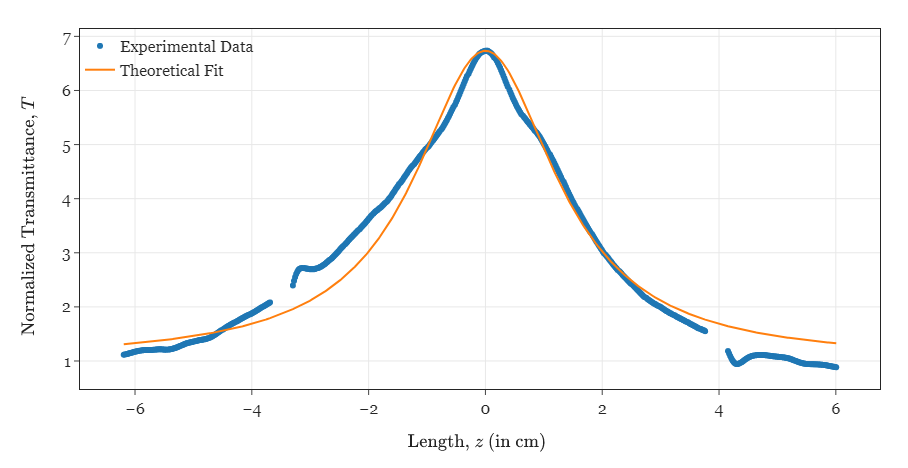 7
6
5
4
3
2
1
Normalized Transmittance, T
Experimental Data
Theoretical Fit
−6 −4 −2 0 2 4 6
Length, z (in cm)